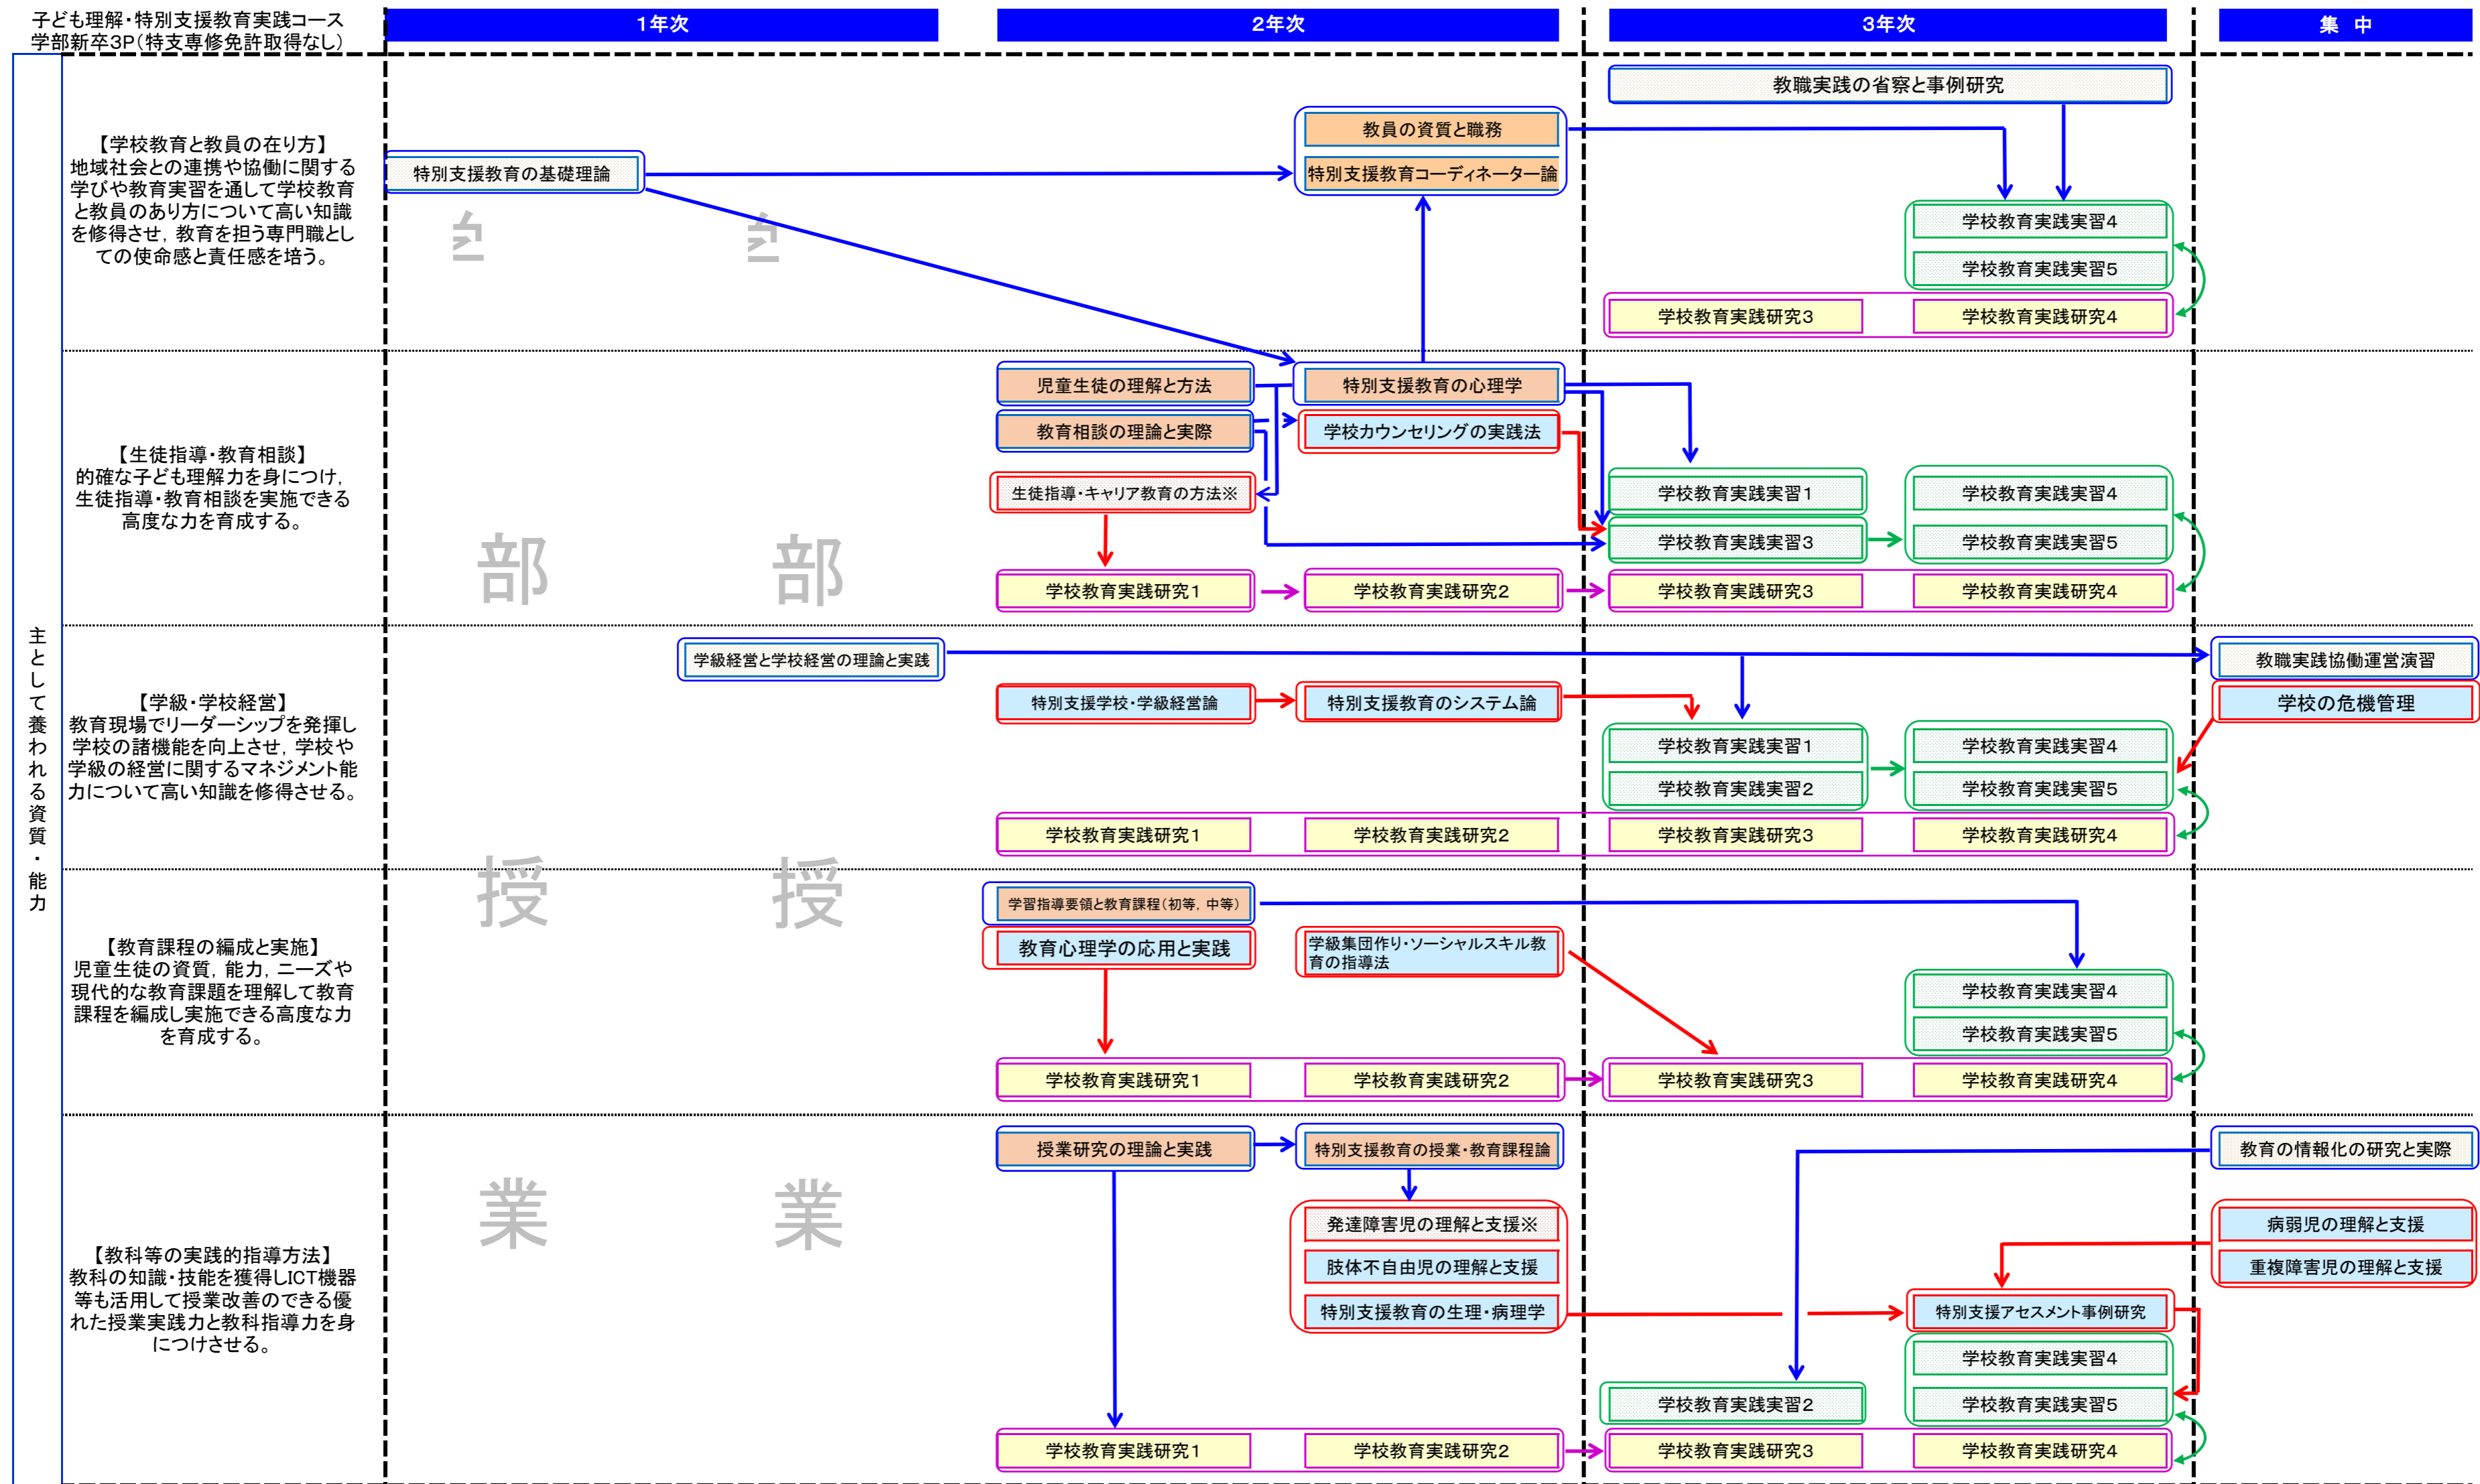 子ども理解・特別支援教育実践コース
学部新卒3P(特支専修免許取得なし)
1年次
2年次
3年次
集 中
主として養われる資質・能力
【学校教育と教員の在り方】
地域社会との連携や協働に関する
学びや教育実習を通して学校教育
と教員のあり方について高い知識
を修得させ，教育を担う専門職とし
ての使命感と責任感を培う。
教職実践の省察と事例研究
教員の資質と職務
特別支援教育の基礎理論
特別支援教育コーディネーター論
学校教育実践実習4
学校教育実践実習5
学校教育実践研究3
学校教育実践研究4
【生徒指導・教育相談】
的確な子ども理解力を身につけ，
生徒指導・教育相談を実施できる
高度な力を育成する。
児童生徒の理解と方法
特別支援教育の心理学
教育相談の理論と実際
学校カウンセリングの実践法
生徒指導・キャリア教育の方法※
学校教育実践実習1
学校教育実践実習4
学校教育実践実習3
学校教育実践実習5
部
部
学校教育実践研究1
学校教育実践研究2
学校教育実践研究3
学校教育実践研究4
【学級・学校経営】
教育現場でリーダーシップを発揮し
学校の諸機能を向上させ，学校や
学級の経営に関するマネジメント能
力について高い知識を修得させる。
学級経営と学校経営の理論と実践
教職実践協働運営演習
特別支援学校・学級経営論
特別支援教育のシステム論
学校の危機管理
学校教育実践実習1
学校教育実践実習4
学校教育実践実習2
学校教育実践実習5
学校教育実践研究1
学校教育実践研究2
学校教育実践研究3
学校教育実践研究4
授
授
【教育課程の編成と実施】
児童生徒の資質，能力，ニーズや
現代的な教育課題を理解して教育
課程を編成し実施できる高度な力
を育成する。
学習指導要領と教育課程(初等，中等)
教育心理学の応用と実践
学級集団作り・ソーシャルスキル教
育の指導法
学校教育実践実習4
学校教育実践実習5
学校教育実践研究1
学校教育実践研究2
学校教育実践研究3
学校教育実践研究4
業
業
【教科等の実践的指導方法】
教科の知識・技能を獲得しICT機器
等も活用して授業改善のできる優
れた授業実践力と教科指導力を身
につけさせる。
授業研究の理論と実践
特別支援教育の授業・教育課程論
教育の情報化の研究と実際
発達障害児の理解と支援※
肢体不自由児の理解と支援
特別支援教育の生理・病理学
病弱児の理解と支援
重複障害児の理解と支援
特別支援アセスメント事例研究
学校教育実践実習4
学校教育実践実習2
学校教育実践実習5
学校教育実践研究1
学校教育実践研究2
学校教育実践研究3
学校教育実践研究4